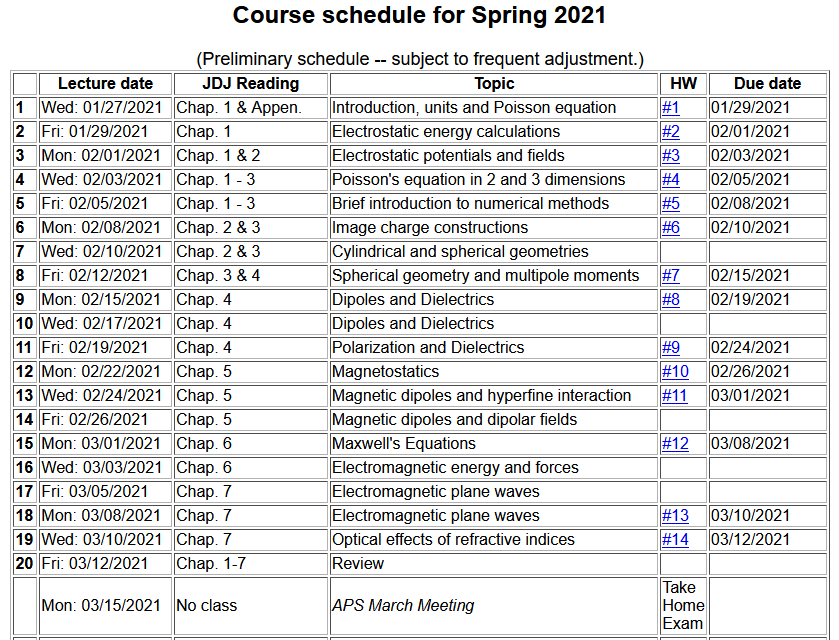 Course schedule for Spring 2021
(Preliminary schedule -- subject to frequent adjustment.)
Lecture date JDJ Reading Topic HW Due date
1 Wed: 01/27/2021 Chap. 1 & Appen. Introduction, units and Poisson equation #1 01/29/2021
2 Fri: 01/29/2021 Chap. 1 Electrostatic energy calculations #2 02/01/2021
3 Mon: 02/01/2021 Chap. 1 & 2 Electrostatic potentials and fields #3 02/03/2021
4 Wed: 02/03/2021 Chap. 1 - 3 Poisson's equation in 2 and 3 dimensions #4 02/05/2021
5 Fri: 02/05/2021 Chap. 1 - 3 Brief introduction to numerical methods #5 02/08/2021
6 Mon: 02/08/2021 Chap. 2 & 3 Image charge constructions #6 02/10/2021
7 Wed: 02/10/2021 Chap. 2 & 3 Cylindrical and spherical geometries
8 Fri: 02/12/2021 Chap. 3 & 4 Spherical geometry and multipole moments #7 02/15/2021
9 Mon: 02/15/2021 Chap. 4 Dipoles and Dielectrics #8 02/19/2021
10 Wed: 02/17/2021 Chap. 4 Dipoles and Dielectrics
11 Fri: 02/19/2021 Chap. 4 Polarization and Dielectrics #9 02/24/2021
12 Mon: 02/22/2021 Chap. 5 Magnetostatics #10 02/26/2021
13 Wed: 02/24/2021 Chap. 5 Magnetic dipoles and hyperfine interaction #11 03/01/2021
14 Fri: 02/26/2021 Chap. 5 Magnetic dipoles and dipolar fields
15 Mon: 03/01/2021 Chap. 6 Maxwell's Equations #12 03/08/2021
16 Wed: 03/03/2021 Chap. 6 Electromagnetic energy and forces
17 Fri: 03/05/2021 Chap. 7 Electromagnetic plane waves
18 Mon: 03/08/2021 Chap. 7 Electromagnetic plane waves #13 03/10/2021
19 Wed: 03/10/2021 Chap. 7 Optical effects of refractive indices #14 03/12/2021
20 Fri: 03/12/2021 Chap. 1-7 Review
Mon: 03/15/2021 No class APS March Meeting Take
Home
Exam